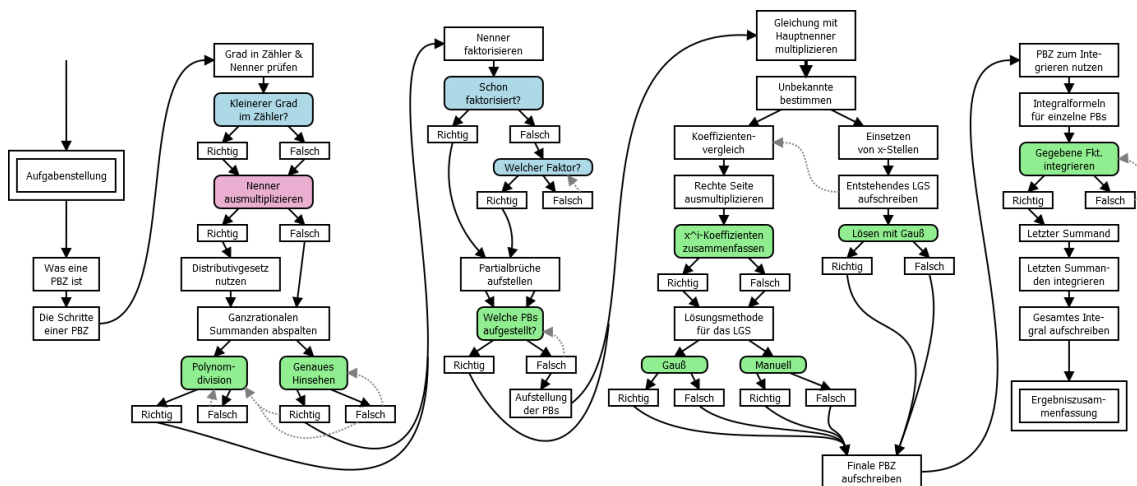 Aufgabenstellung
Was eine
PBZ ist
Die Schritte
einer PBZ
Grad in Zähler &
Nenner prüfen
Kleinerer Grad
im Zähler?
Richtig
Falsch
Nenner
ausmultiplizieren
Richtig
Falsch
Distributivgesetz
nutzen
Ganzrationalen
Summanden abspalten
Polynom-
division
Genaues
Hinsehen
Richtig
Falsch
Richtig
Falsch
Nenner
faktorisieren
Schon
faktorisiert?
Richtig
Falsch
Welcher Faktor?
Richtig
Falsch
Partialbrüche
aufstellen
Welche PBs
aufgestellt?
Richtig
Falsch
Aufstellung
der PBs
Gleichung mit
Hauptnenner
multiplizieren
Unbekannte
bestimmen
Koeffizienten-
vergleich
Einsetzen
von x-Stellen
Rechte Seite
ausmultiplizieren
Entstehendes LGS
aufschreiben
x^i-Koeffizienten
zusammenfassen
Lösen mit Gauß
Richtig
Falsch
Richtig
Falsch
Lösungsmethode
für das LGS
Gauß
Manuell
Richtig
Falsch
Richtig
Falsch
Finale PBZ
aufschreiben
PBZ zum Inte-
grieren nutzen
Integralformeln
für einzelne PBs
Gegebene Fkt.
integrieren
Richtig
Falsch
Letzter Summand
Letzten Summan-
den integrieren
Gesamtes Inte-
gral aufschreiben
Ergebniszusam-
menfassung